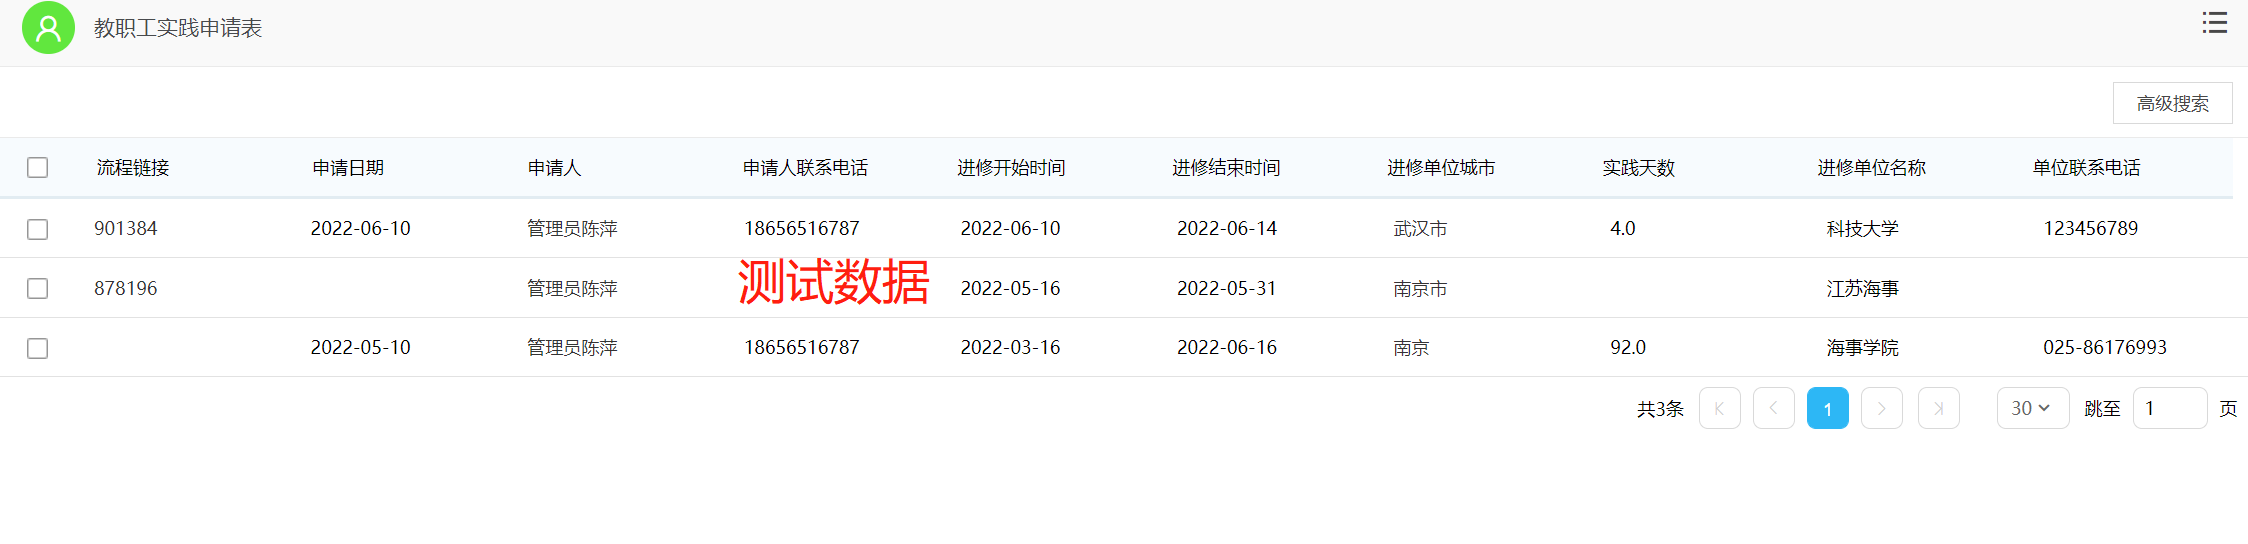 教职工实践申请表
高级搜索
流程链接 申请日期 申请人 申请人联系电话 进修开始时间 进修结束时间 进修单位城市 实践天数 进修单位名称 单位联系电话
901384 2022-06-10 管理员陈萍 18656516787 2022-06-10 2022-06-14 武汉市 4.0 科技大学 123456789
878196 管理员陈萍 测试数据 2022-05-16 2022-05-31 南京市 江苏海事
2022-05-10 管理员陈萍 18656516787 2022-03-16 2022-06-16 南京 92.0 海事学院 025-86176993
共3条 1 30 跳至 1 页